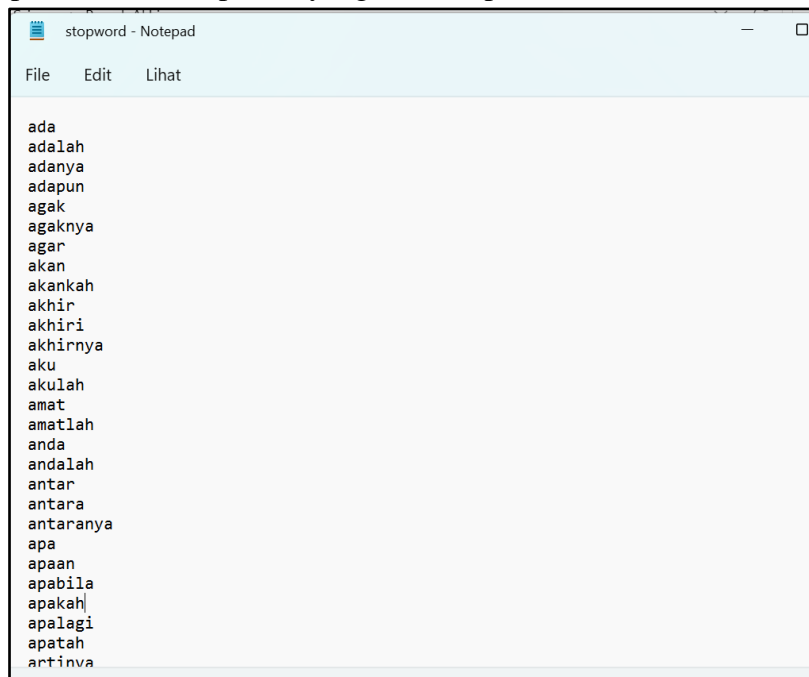 stopword - Notepad
File Edit Lihat
ada
adalah
adanya
adapun
agak
agaknya
agar
akan
akankah
akhir
akhiri
akhirnya
aku
akulah
amat
amatlah
anda
andalah
antar
antara
antaranya
apa
apaan
apabila
apakah
apalagi
apatah
artinya